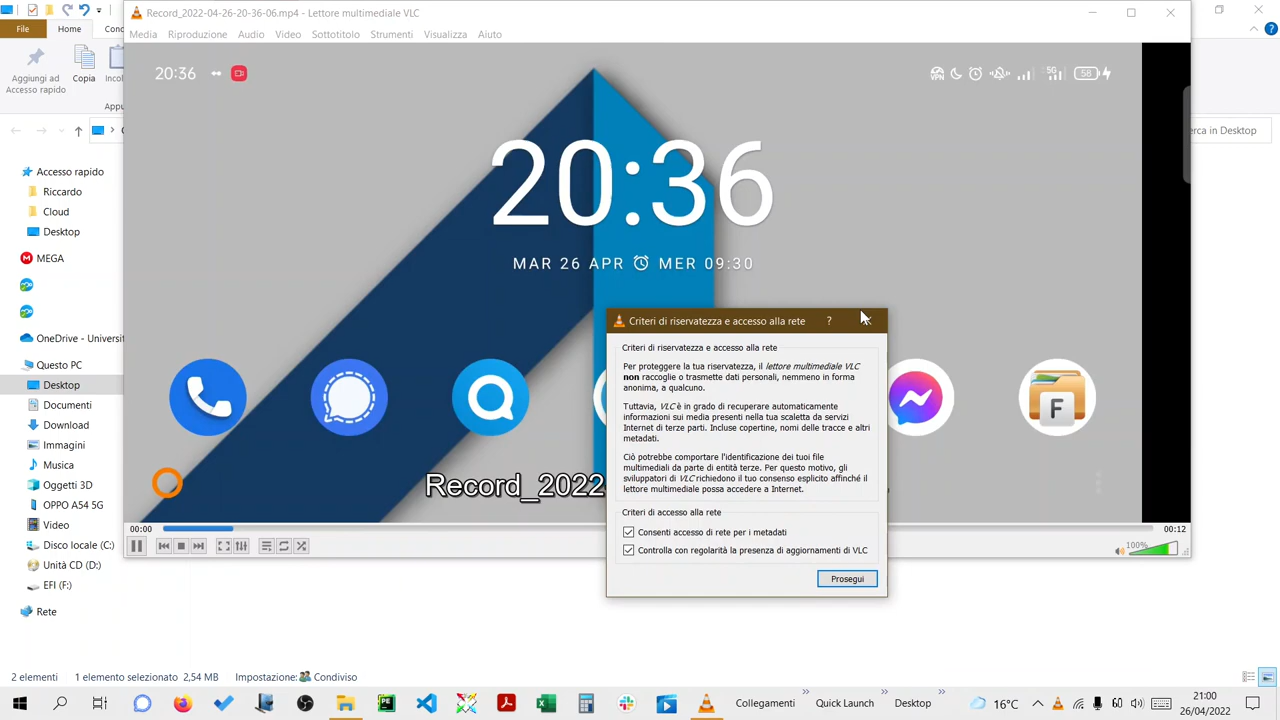 Record_2022-04-26-20-36-06.mp4 - Lettore multimediale VLC
File
Home
Media Riproduzione Audio Video Sottotitolo Strumenti Visualizza Aiuto
Aggiungi ad
Accesso rapido
Copia
20:36
VPN
5G
58
20:36
MAR 26 APR MER 09:30
erca in Desktop
Accesso rapido
Riccardo
Cloud
Desktop
MEGA
OneDrive - Universit
Questo PC
Desktop
Documenti
Download
Immagini
Musica
Oggetti 3D
OPPO A54 5G
Video
Disco locale (C:)
Unità CD (D:)
EFI (F:)
Rete
F
Record_2022
Criteri di riservatezza e accesso alla rete
?
Criteri di riservatezza e accesso alla rete
Per proteggere la tua riservatezza, il lettore multimediale VLC
non raccoglie o trasmette dati personali, nemmeno in forma
anonima, a qualcuno.
Tuttavia, VLC è in grado di recuperare automaticamente
informazioni sui media presenti nella tua scaletta da servizi
Internet di terze parti. Incluse copertine, nomi delle tracce e altri
metadati.
Ciò potrebbe comportare l'identificazione dei tuoi file
multimediali da parte di entità terze. Per questo motivo, gli
sviluppatori di VLC richiedono il tuo consenso esplicito affinché il
lettore multimediale possa accedere a Internet.
Criteri di accesso alla rete
Consenti accesso di rete per i metadati
Controlla con regolarità la presenza di aggiornamenti di VLC
Prosegui
00:00
00:12
100%
2 elementi 1 elemento selezionato 2,54 MB Impostazione: Condiviso
Collegamenti Quick Launch Desktop
16°C
60
21:00
26/04/2022